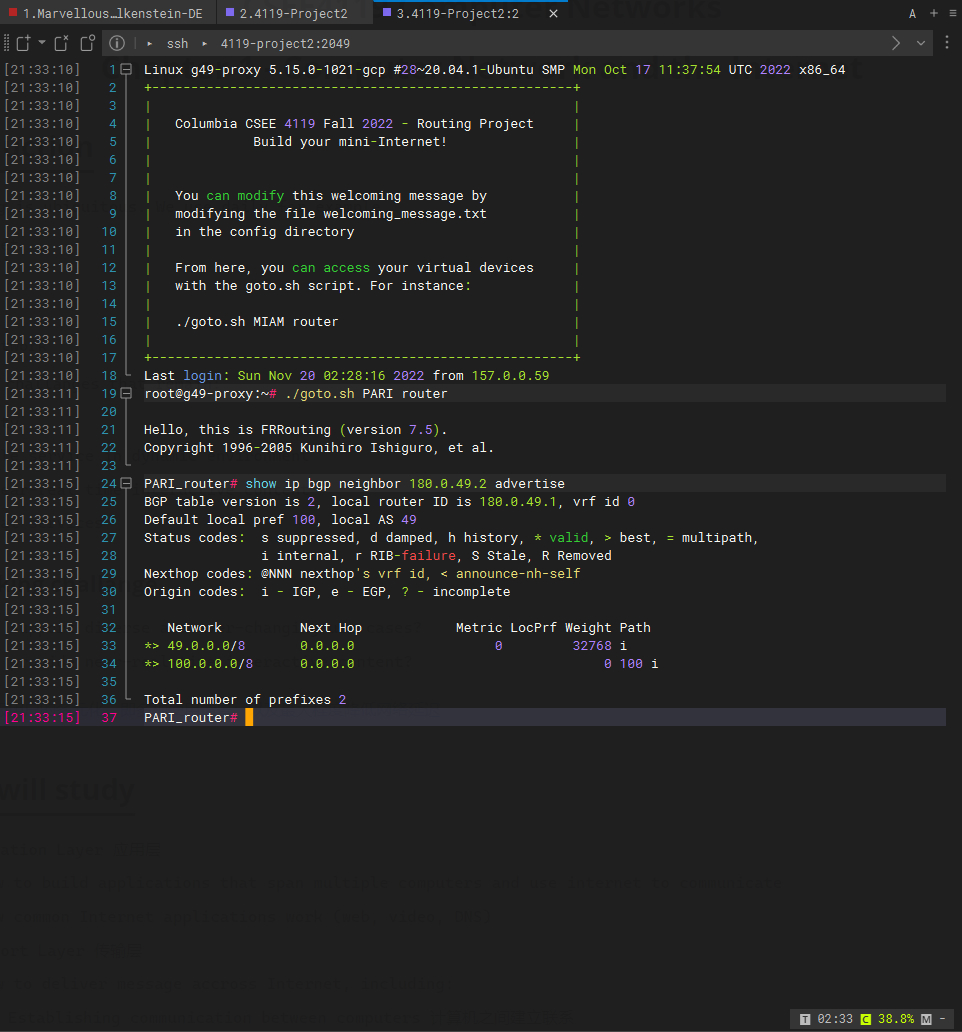 1.Marvellous…lkenstein-DE 2.4119-Project2 3.4119-Project2:2 × A + ≡
ssh 4119-project2:2049
[21:33:10] 1 Linux g49-proxy 5.15.0-1021-gcp #28~20.04.1-Ubuntu SMP Mon Oct 17 11:37:54 UTC 2022 x86_64
[21:33:10] 2 +------------------------------------------------------+
[21:33:10] 3 | |
[21:33:10] 4 | Columbia CSEE 4119 Fall 2022 - Routing Project |
[21:33:10] 5 | Build your mini-Internet! |
[21:33:10] 6 | |
[21:33:10] 7 | |
[21:33:10] 8 | You can modify this welcoming message by |
[21:33:10] 9 | modifying the file welcoming_message.txt |
[21:33:10] 10 | in the config directory |
[21:33:10] 11 | |
[21:33:10] 12 | From here, you can access your virtual devices |
[21:33:10] 13 | with the goto.sh script. For instance: |
[21:33:10] 14 | |
[21:33:10] 15 | ./goto.sh MIAM router |
[21:33:10] 16 | |
[21:33:10] 17 +------------------------------------------------------+
[21:33:10] 18 Last login: Sun Nov 20 02:28:16 2022 from 157.0.0.59
[21:33:11] 19 root@g49-proxy:~# ./goto.sh PARI router
[21:33:11] 20
[21:33:11] 21 Hello, this is FRRouting (version 7.5).
[21:33:11] 22 Copyright 1996-2005 Kunihiro Ishiguro, et al.
[21:33:11] 23
[21:33:15] 24 PARI_router# show ip bgp neighbor 180.0.49.2 advertise
[21:33:15] 25 BGP table version is 2, local router ID is 180.0.49.1, vrf id 0
[21:33:15] 26 Default local pref 100, local AS 49
[21:33:15] 27 Status codes:  s suppressed, d damped, h history, * valid, > best, = multipath,
[21:33:15] 28 i internal, r RIB-failure, S Stale, R Removed
[21:33:15] 29 Nexthop codes: @NNN nexthop's vrf id, < announce-nh-self
[21:33:15] 30 Origin codes:  i - IGP, e - EGP, ? - incomplete
[21:33:15] 31
[21:33:15] 32 Network Next Hop Metric LocPrf Weight Path
[21:33:15] 33 *> 49.0.0.0/8 0.0.0.0 0 32768 i
[21:33:15] 34 *> 100.0.0.0/8 0.0.0.0 0 100 i
[21:33:15] 35
[21:33:15] 36 Total number of prefixes 2
[21:33:15] 37 PARI_router#
will study
T 02:33 C 38.8% M -